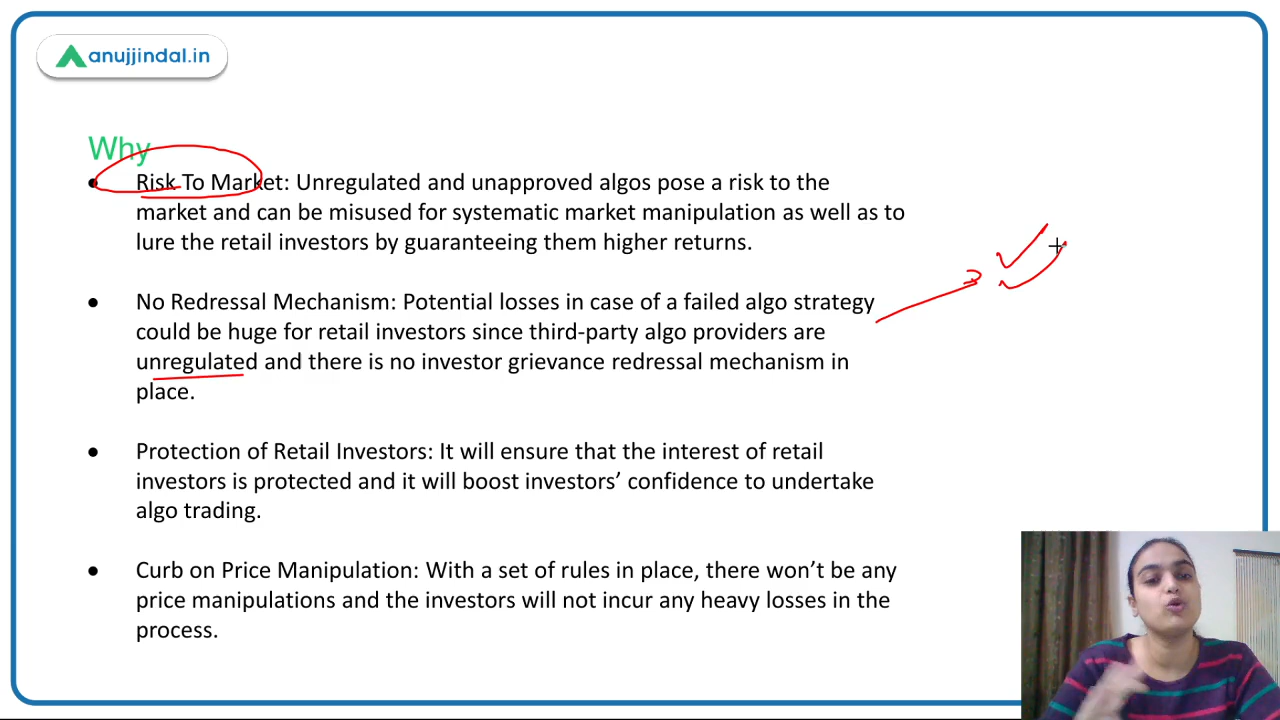 anujjindal.in
Why
● Risk To Market: Unregulated and unapproved algos pose a risk to the
market and can be misused for systematic market manipulation as well as to
lure the retail investors by guaranteeing them higher returns.
● No Redressal Mechanism: Potential losses in case of a failed algo strategy
could be huge for retail investors since third-party algo providers are
unregulated and there is no investor grievance redressal mechanism in
place.
● Protection of Retail Investors: It will ensure that the interest of retail
investors is protected and it will boost investors’ confidence to undertake
algo trading.
● Curb on Price Manipulation: With a set of rules in place, there won’t be any
price manipulations and the investors will not incur any heavy losses in the
process.